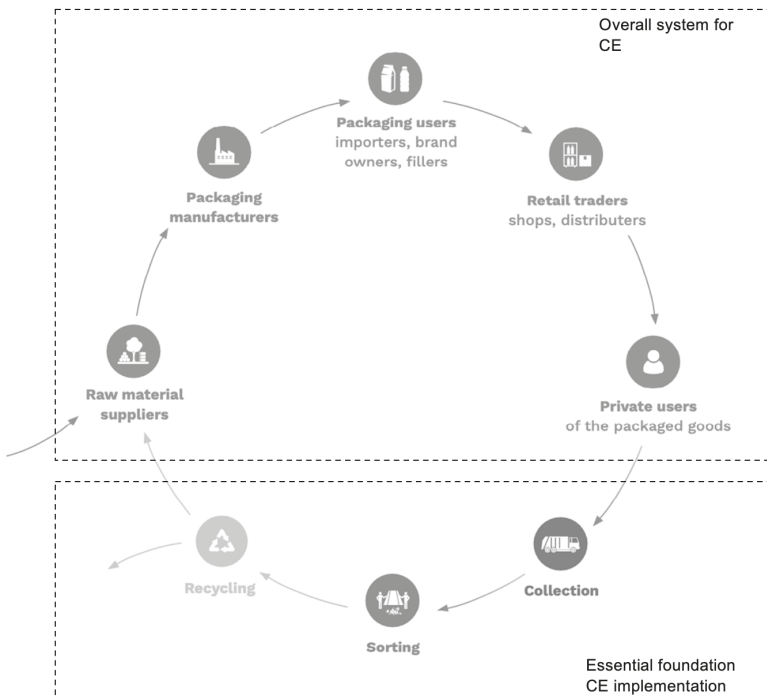 Overall system for
CE
Packaging users
importers, brand
owners, fillers
Packaging
manufacturers
Retail traders
shops, distributers
Raw material
suppliers
Private users
of the packaged goods
Recycling
Collection
Sorting
Essential foundation
CE implementation